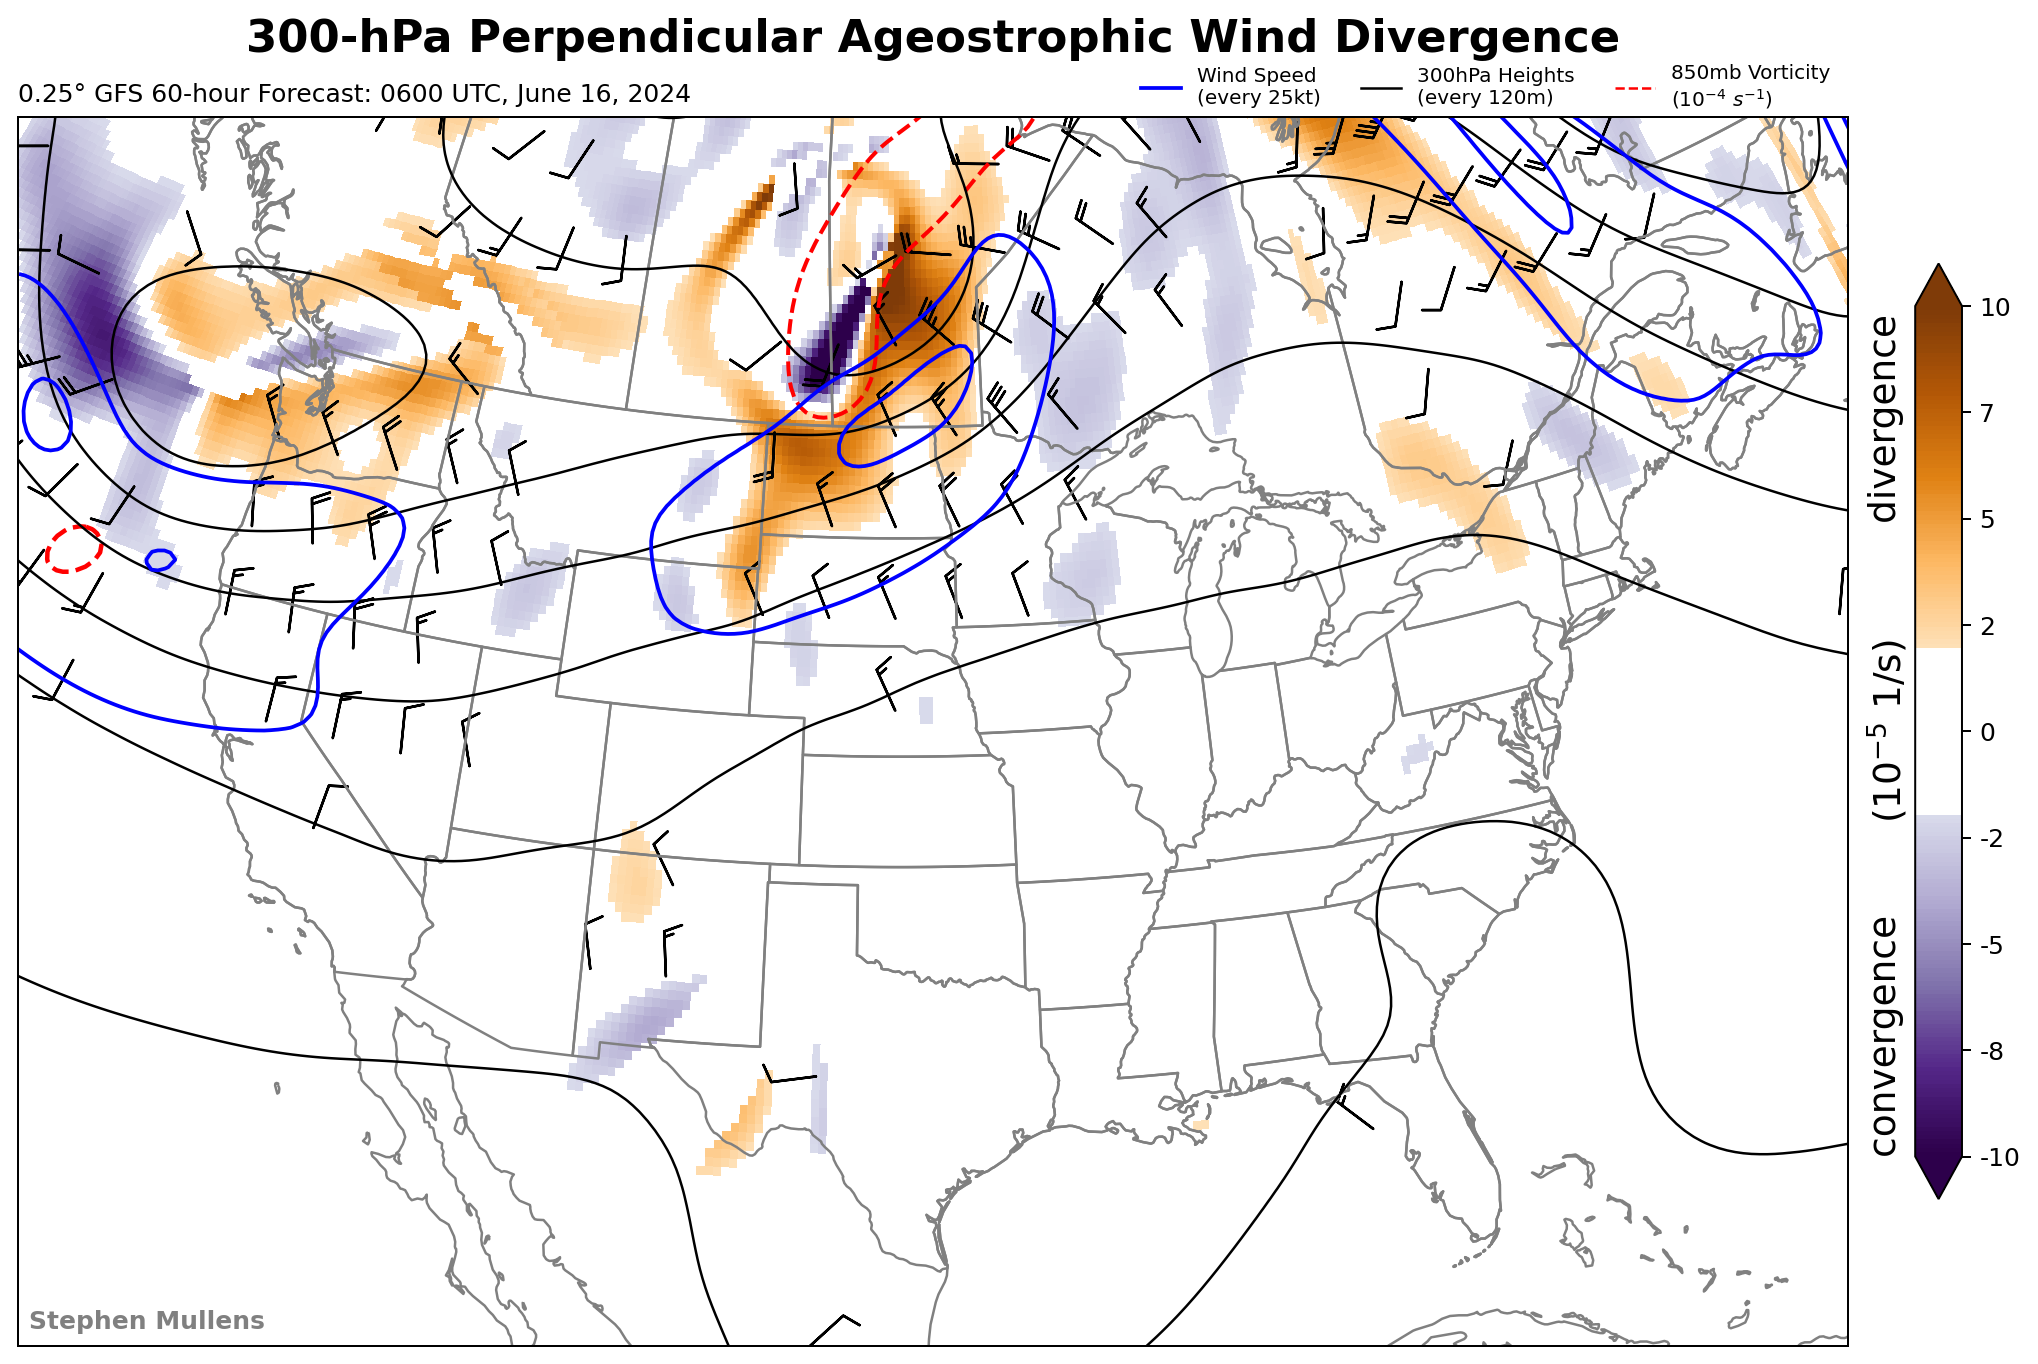 300-hPa Perpendicular Ageostrophic Wind Divergence
0.25° GFS 60-hour Forecast: 0600 UTC, June 16, 2024
Wind Speed
(every 25kt)
300hPa Heights
(every 120m)
850mb Vorticity
(10⁻⁴ s⁻¹)
10
7
5
2
0
-2
-5
-8
-10
convergence (10⁻⁵ 1/s) divergence
Stephen Mullens